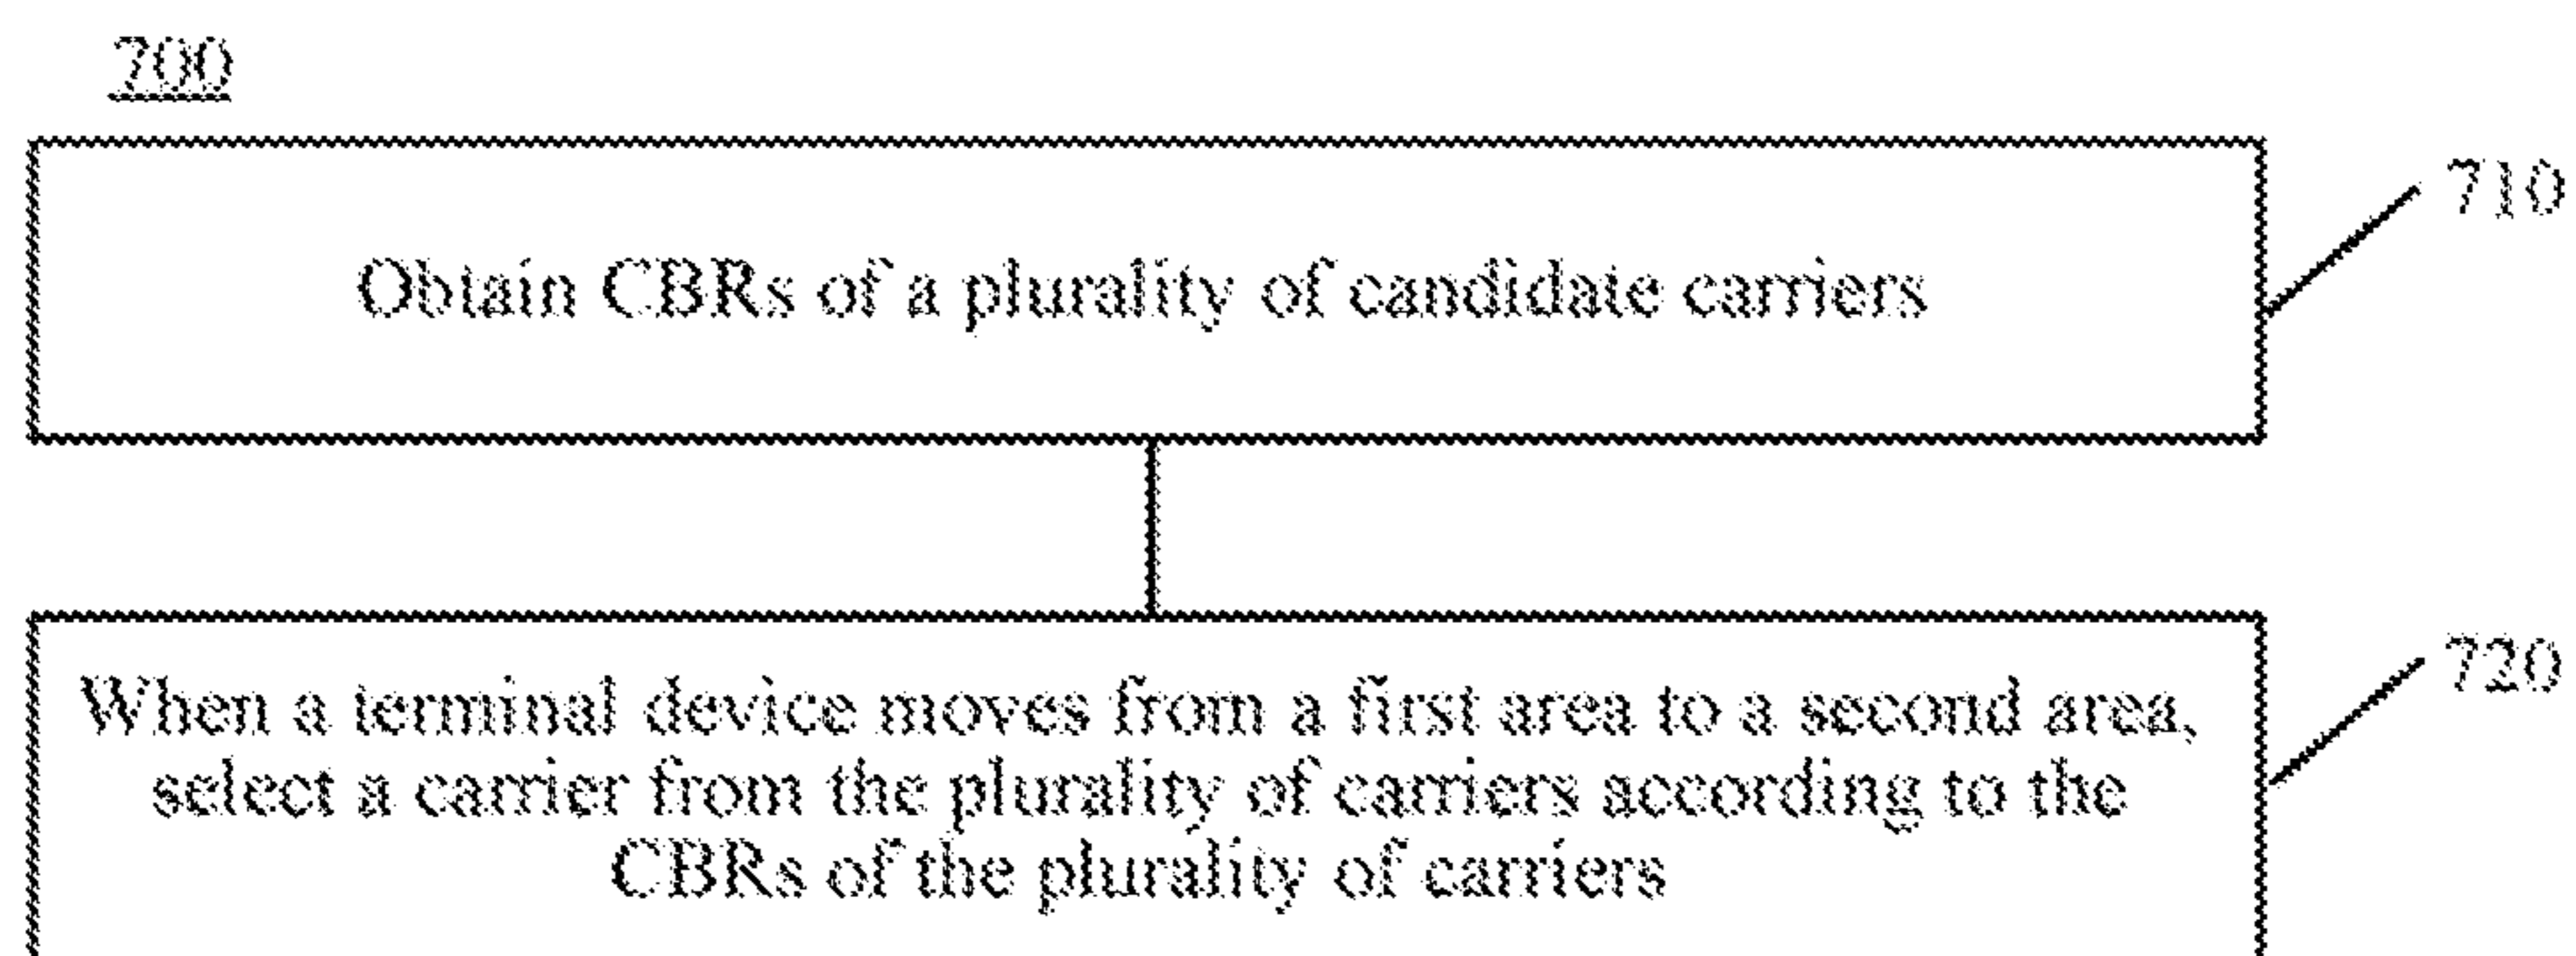 700
710
Obtain CBRs of a plurality of candidate carriers
720
When a terminal device moves from a first area to a second area,
select a carrier from the plurality of carriers according to the
CBRs of the plurality of carriers